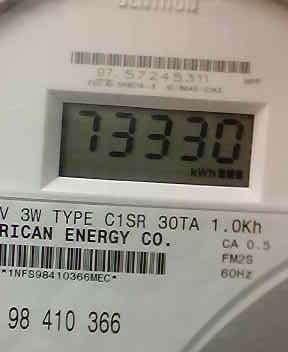 CENTRON
57245311
73330
kWh
V 3W TYPE C1SR 30TA 1.0Kh
RICAN ENERGY CO.
CA 0.5
FM2S
60Hz
*1NFS98410366MEC*
98 410 366